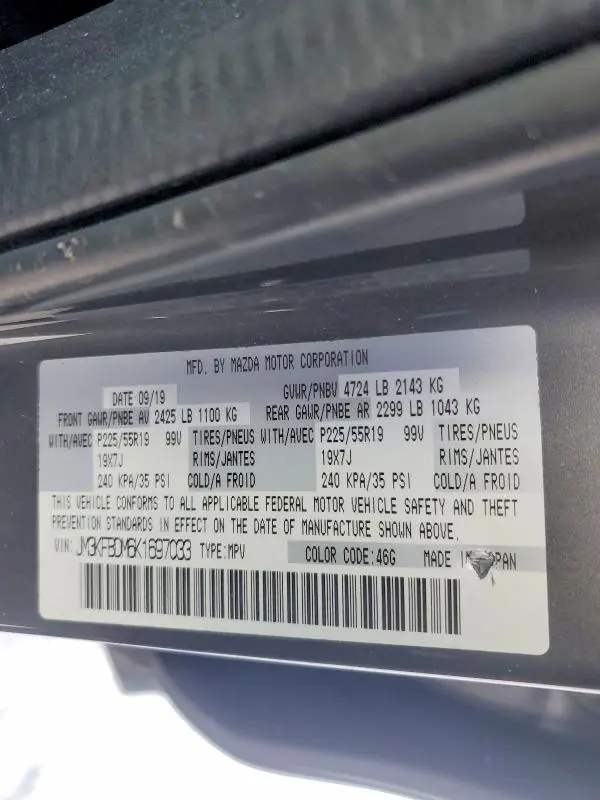 MFD. BY MAZDA MOTOR CORPORATION
DATE 09/19 GVWR/PNBV 4724 LB 2143 KG
FRONT GAWR/PNBE AV 2425 LB 1100 KG REAR GAWR/PNBE AR 2299 LB 1043 KG
WITH/AVEC P225/55R19 99V TIRES/PNEUS WITH/AVEC P225/55R19 99V TIRES/PNEUS
19X7J RIMS/JANTES 19X7J RIMS/JANTES
240 KPA/35 PSI COLD/A FROID 240 KPA/35 PSI COLD/A FROID
THIS VEHICLE CONFORMS TO ALL APPLICABLE FEDERAL MOTOR VEHICLE SAFETY AND THEFT
PREVENTION STANDARDS IN EFFECT ON THE DATE OF MANUFACTURE SHOWN ABOVE.
VIN: JM3KFBDM6K1697033 TYPE:MPV COLOR CODE:46G MADE IN PAN